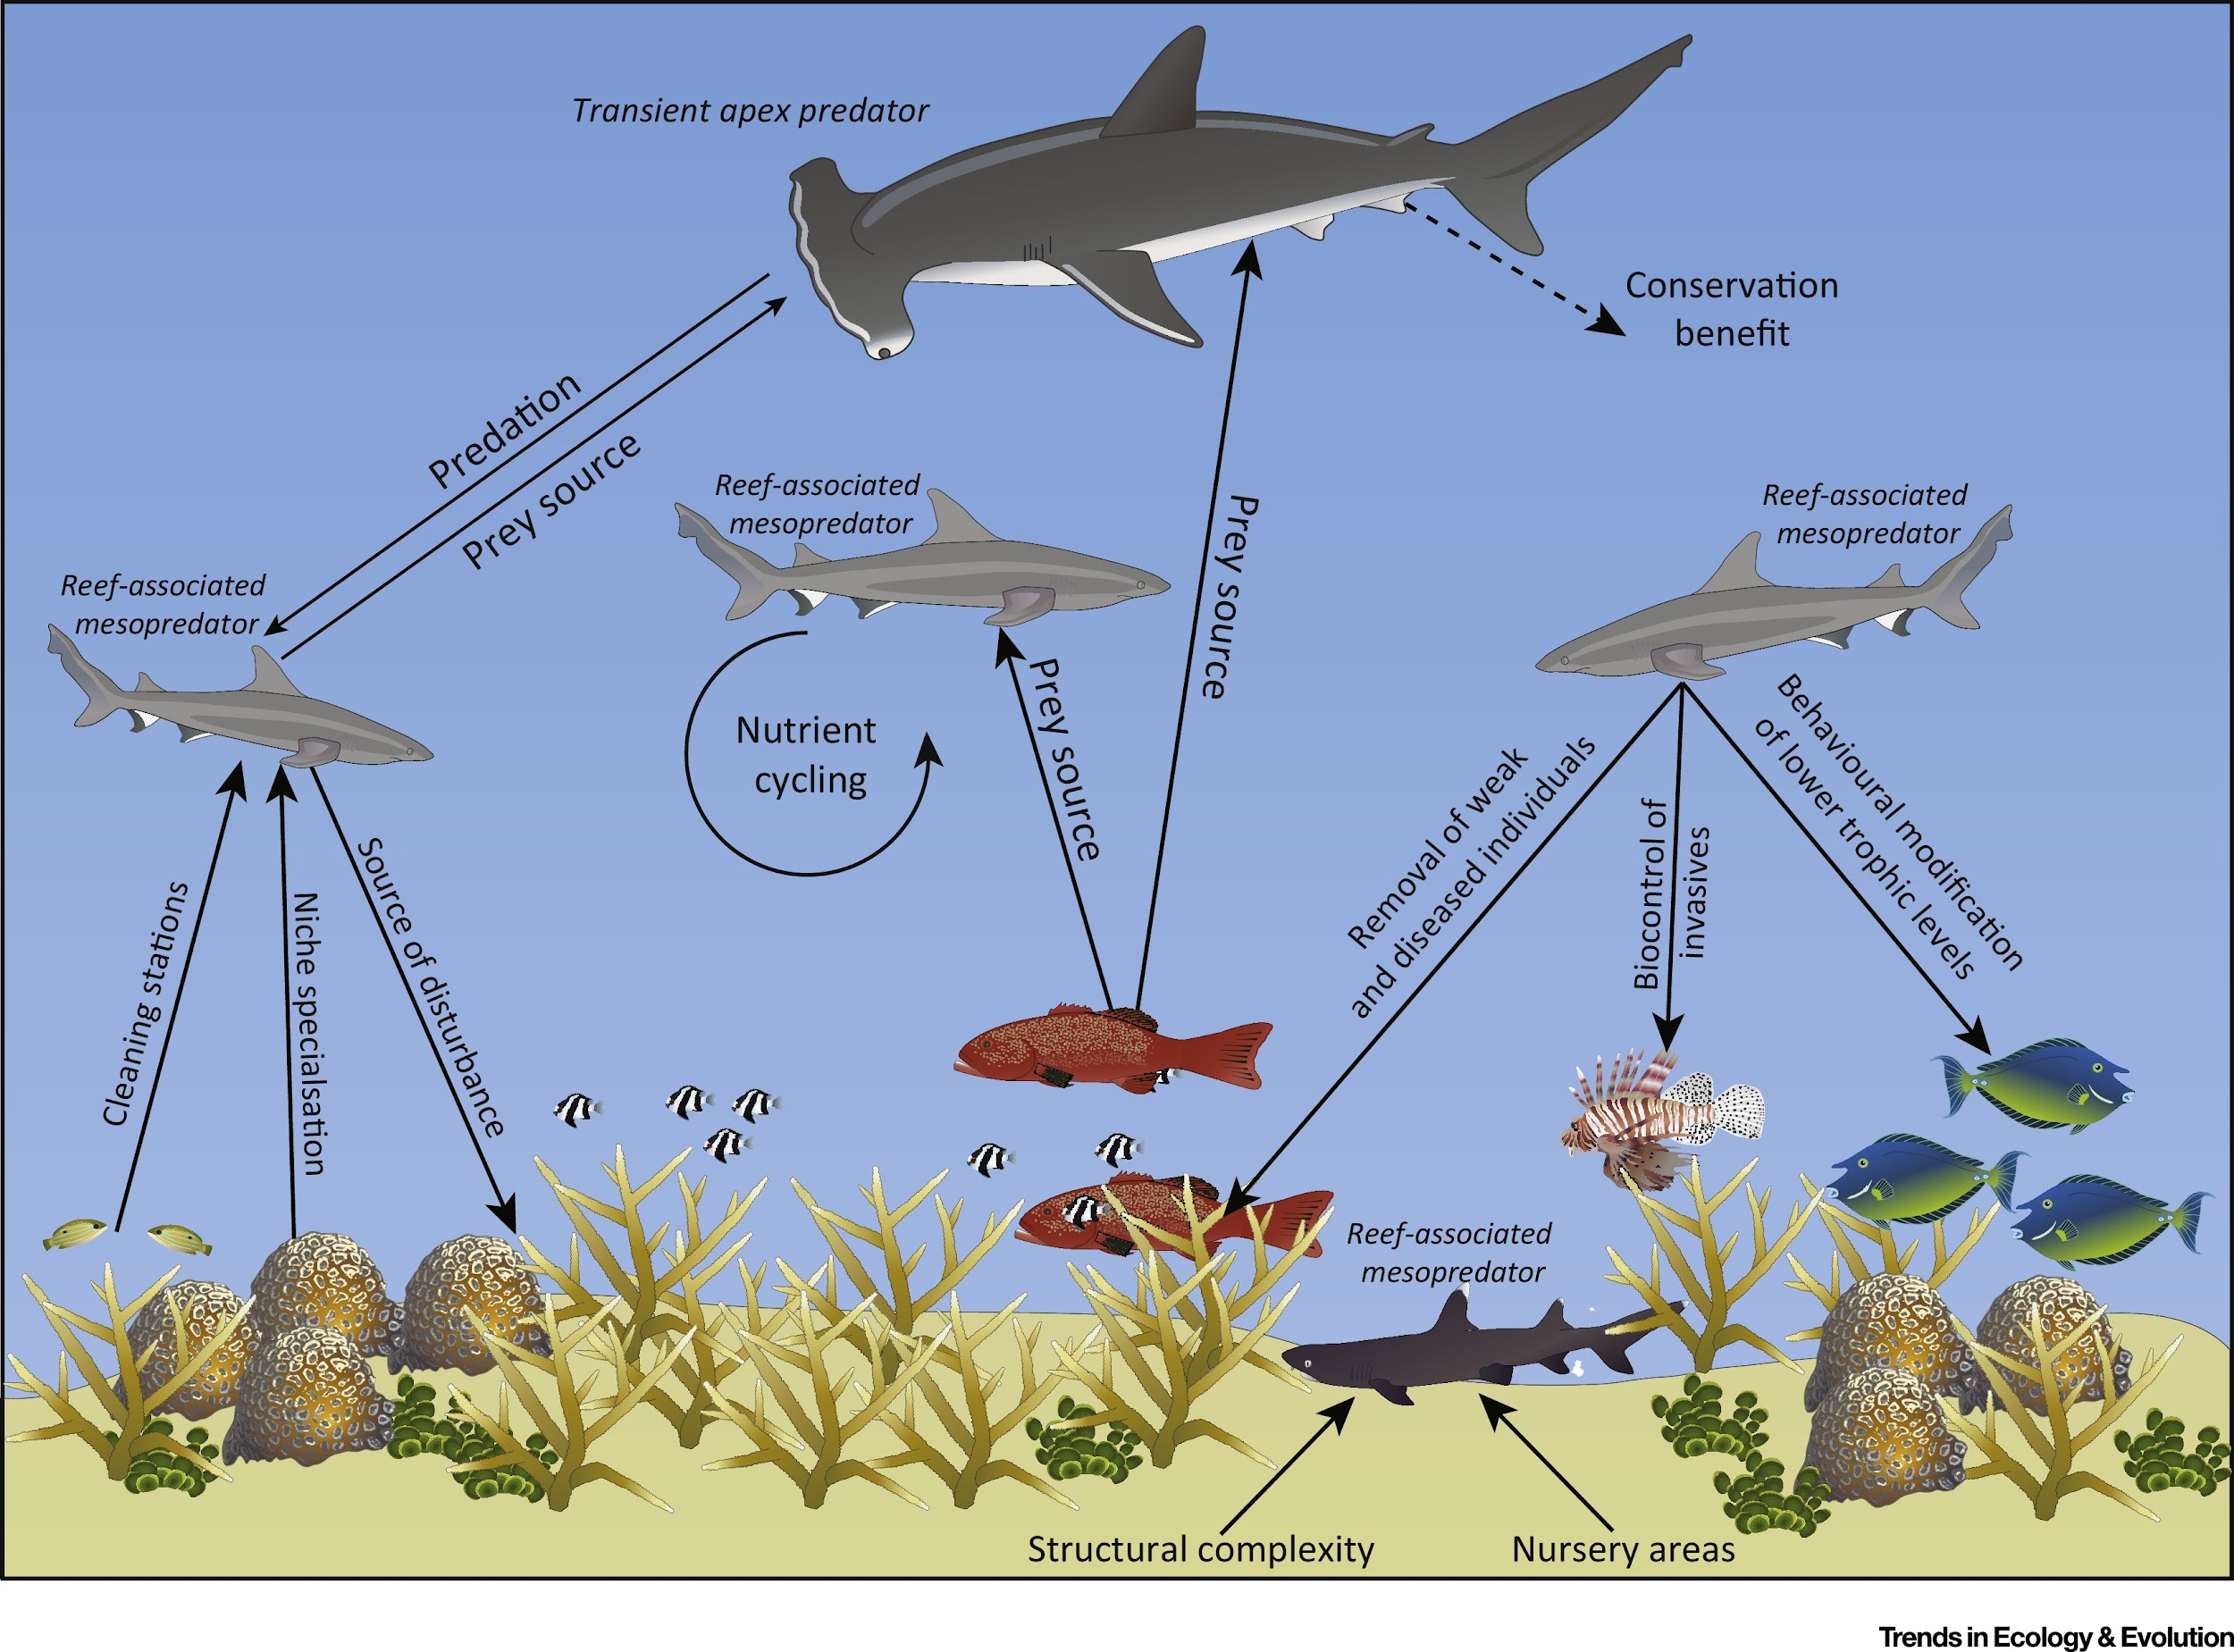 Transient apex predator
Conservation
benefit
Predation
Prey source
Reef-associated
mesopredator
Reef-associated
mesopredator
Reef-associated
mesopredator
Prey source
Prey source
Nutrient
cycling
Cleaning stations
Niche specialsation
Source of disturbance
Removal of weak
and diseased individuals
Biocontrol of
invasives
Behavioural modification
of lower trophic levels
Reef-associated
mesopredator
Structural complexity
Nursery areas
Trends in Ecology & Evolution